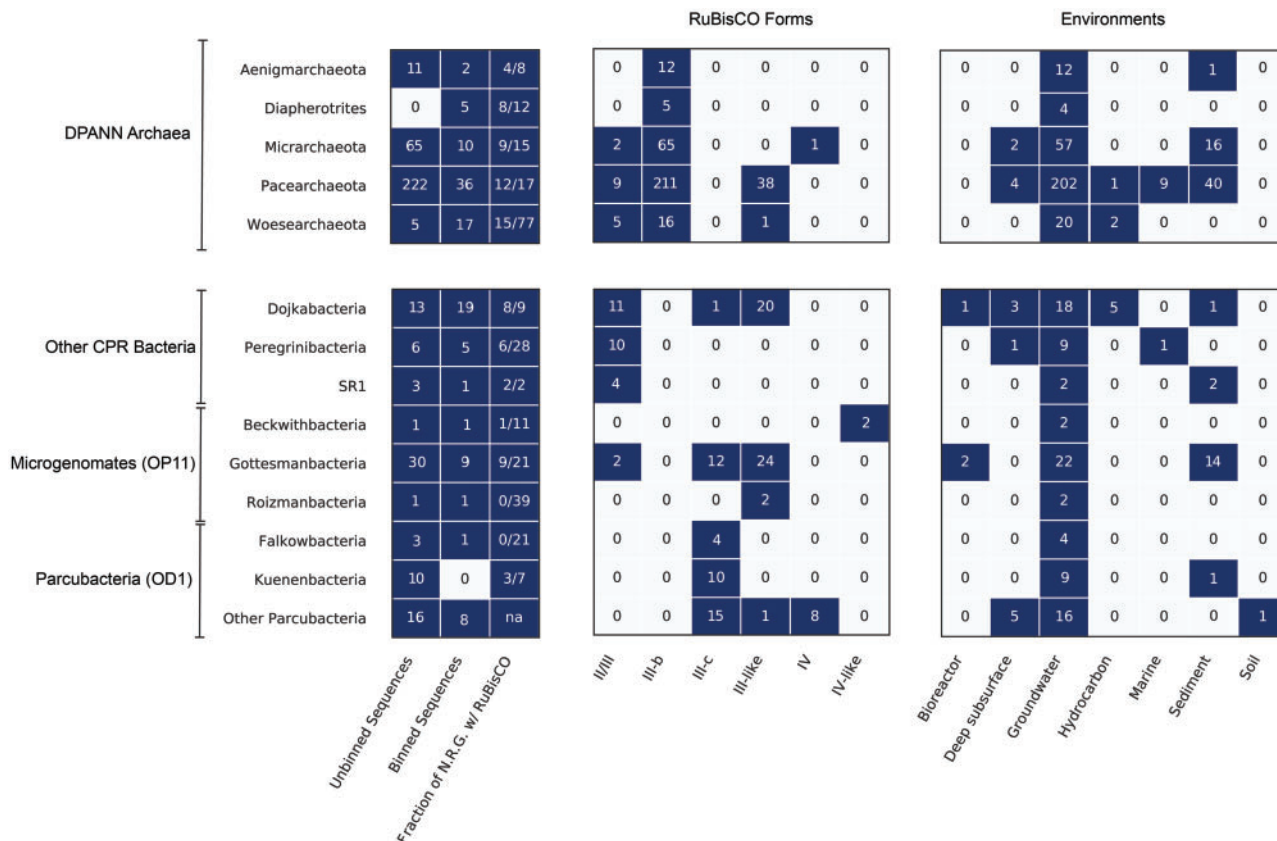 RuBisCO Forms Environments
DPANN Archaea
Aenigmarchaeota 11 2 4/8 0 12 0 0 0 0 0 0 12 0 0 1 0
Diapherotrites 0 5 8/12 0 5 0 0 0 0 0 0 4 0 0 0 0
Micrarchaeota 65 10 9/15 2 65 0 0 1 0 0 2 57 0 0 16 0
Pacearchaeota 222 36 12/17 9 211 0 38 0 0 0 4 202 1 9 40 0
Woesearchaeota 5 17 15/77 5 16 0 1 0 0 0 0 20 2 0 0 0
Other CPR Bacteria
Dojkabacteria 13 19 8/9 11 0 1 20 0 0 1 3 18 5 0 1 0
Peregrinibacteria 6 5 6/28 10 0 0 0 0 0 0 1 9 0 1 0 0
SR1 3 1 2/2 4 0 0 0 0 0 0 0 2 0 0 2 0
Microgenomates (OP11)
Beckwithbacteria 1 1 1/11 0 0 0 0 0 2 0 0 2 0 0 0 0
Gottesmanbacteria 30 9 9/21 2 0 12 24 0 0 2 0 22 0 0 14 0
Roizmanbacteria 1 1 0/39 0 0 0 2 0 0 0 0 2 0 0 0 0
Parcubacteria (OD1)
Falkowbacteria 3 1 0/21 0 0 4 0 0 0 0 0 4 0 0 0 0
Kuenenbacteria 10 0 3/7 0 0 10 0 0 0 0 0 9 0 0 1 0
Other Parcubacteria 16 8 na 0 0 15 1 8 0 0 5 16 0 0 0 1
Unbinned Sequences
Binned Sequences
Fraction of N.R.G. w/ RuBisCO
II/III
III-b
III-c
III-like
IV
IV-like
Bioreactor
Deep subsurface
Groundwater
Hydrocarbon
Marine
Sediment
Soil